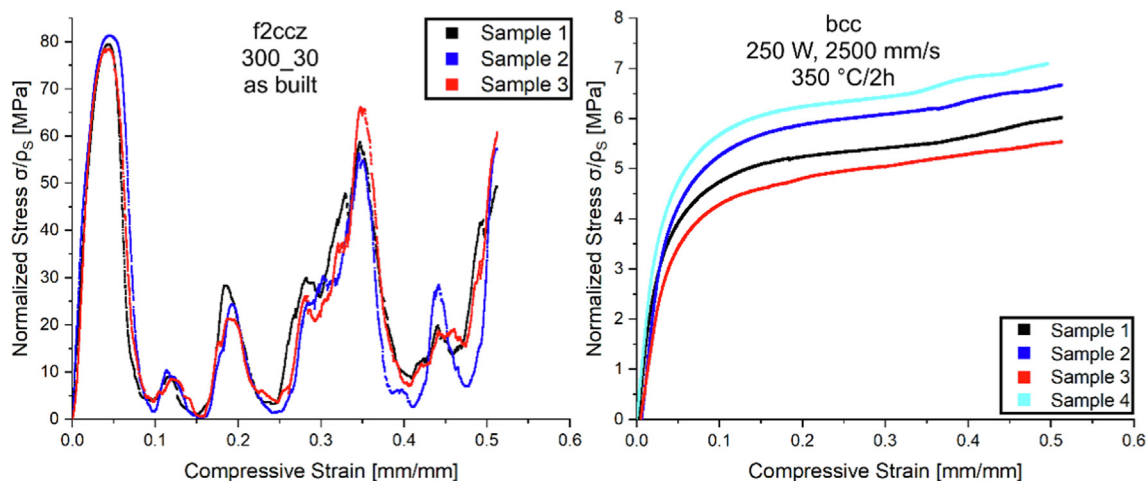 f2ccz
300_30
as built
Sample 1
Sample 2
Sample 3
Normalized Stress σ/ρS [MPa]
80
70
60
50
40
30
20
10
0
0.0 0.1 0.2 0.3 0.4 0.5 0.6
Compressive Strain [mm/mm]
bcc
250 W, 2500 mm/s
350 °C/2h
Normalized Stress σ/ρS [MPa]
8
7
6
5
4
3
2
1
0
Sample 1
Sample 2
Sample 3
Sample 4
0.0 0.1 0.2 0.3 0.4 0.5 0.6
Compressive Strain [mm/mm]